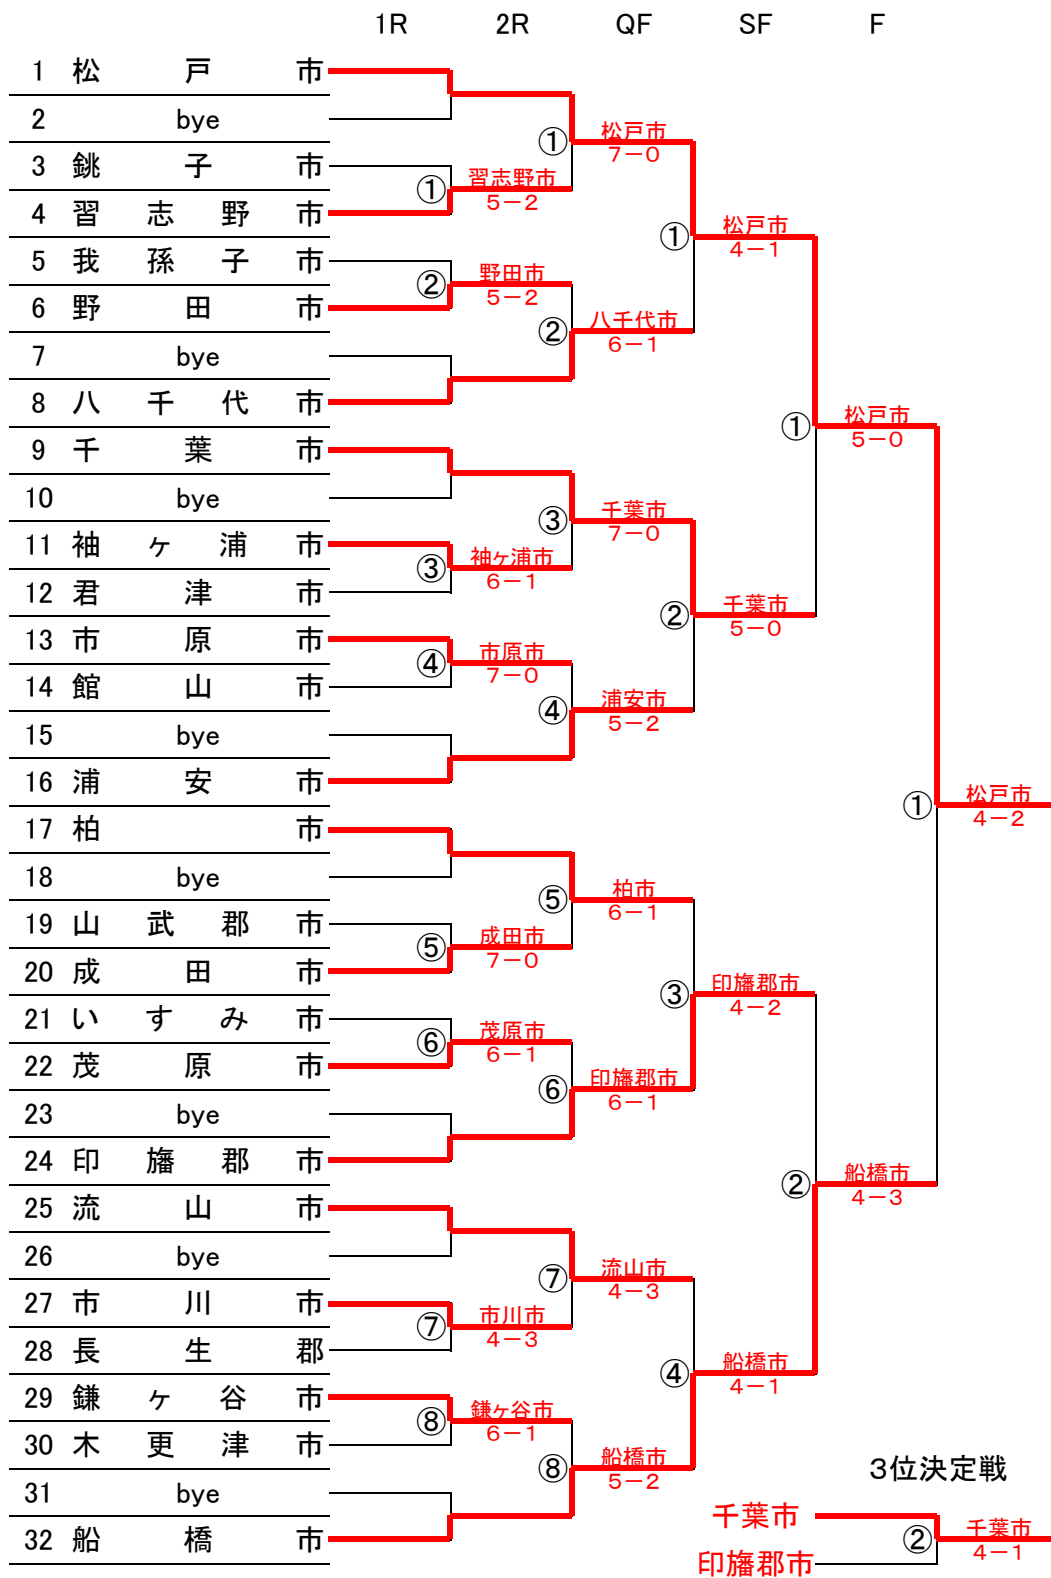 1R 2R QF SF F
1 松戸市
2 bye
3 銚子市
4 習志野市
5 我孫子市
6 野田市
7 bye
8 八千代市
9 千葉市
10 bye
11 袖ヶ浦市
12 君津市
13 市原市
14 館山市
15 bye
16 浦安市
17 柏市
18 bye
19 山武郡市
20 成田市
21 いすみ市
22 茂原市
23 bye
24 印旛郡市
25 流山市
26 bye
27 市川市
28 長生郡
29 鎌ヶ谷市
30 木更津市
31 bye
32 船橋市
① 習志野市
5－2
② 野田市
5－2
③ 袖ヶ浦市
6－1
④ 市原市
7－0
⑤ 成田市
7－0
⑥ 茂原市
6－1
⑦ 市川市
4－3
⑧ 鎌ヶ谷市
6－1
① 松戸市
7－0
② 八千代市
6－1
③ 千葉市
7－0
④ 浦安市
5－2
⑤ 柏市
6－1
⑥ 印旛郡市
6－1
⑦ 流山市
4－3
⑧ 船橋市
5－2
① 松戸市
4－1
② 千葉市
5－0
③ 印旛郡市
4－2
④ 船橋市
4－1
① 松戸市
5－0
② 船橋市
4－3
① 松戸市
4－2
3位決定戦
千葉市
印旛郡市
② 千葉市
4－1